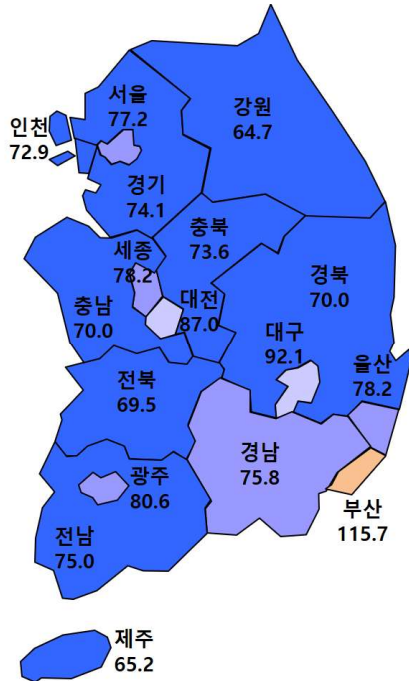 서울
77.2
강원
64.7
인천
72.9
경기
74.1
충북
73.6
세종
78.2
경북
70.0
충남
70.0
대전
87.0
대구
92.1
울산
78.2
전북
69.5
경남
75.8
광주
80.6
부산
115.7
전남
75.0
제주
65.2